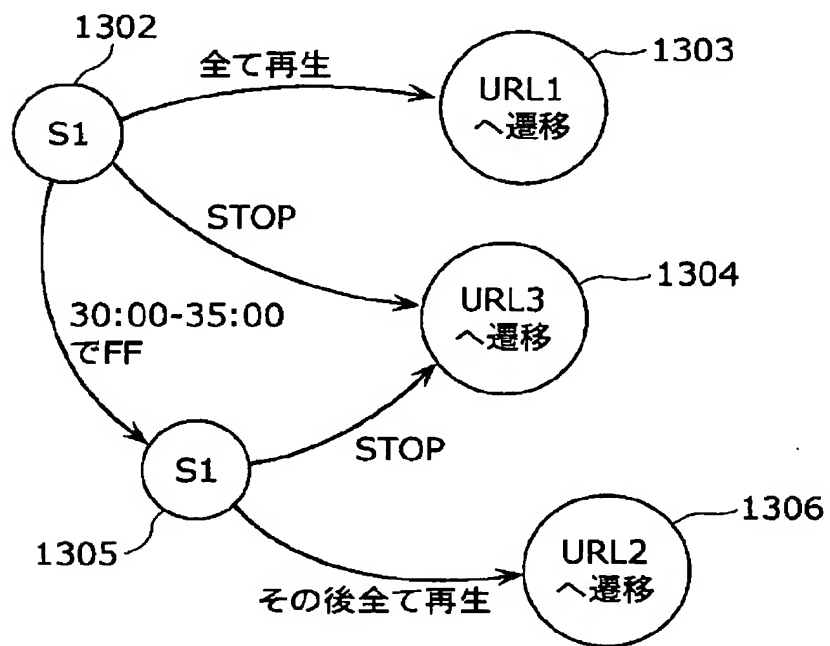 1302
全て再生
1303
S1
URL1
へ遷移
STOP
1304
URL3
へ遷移
30:00-35:00
でFF
S1
STOP
1305
1306
URL2
へ遷移
その後全て再生